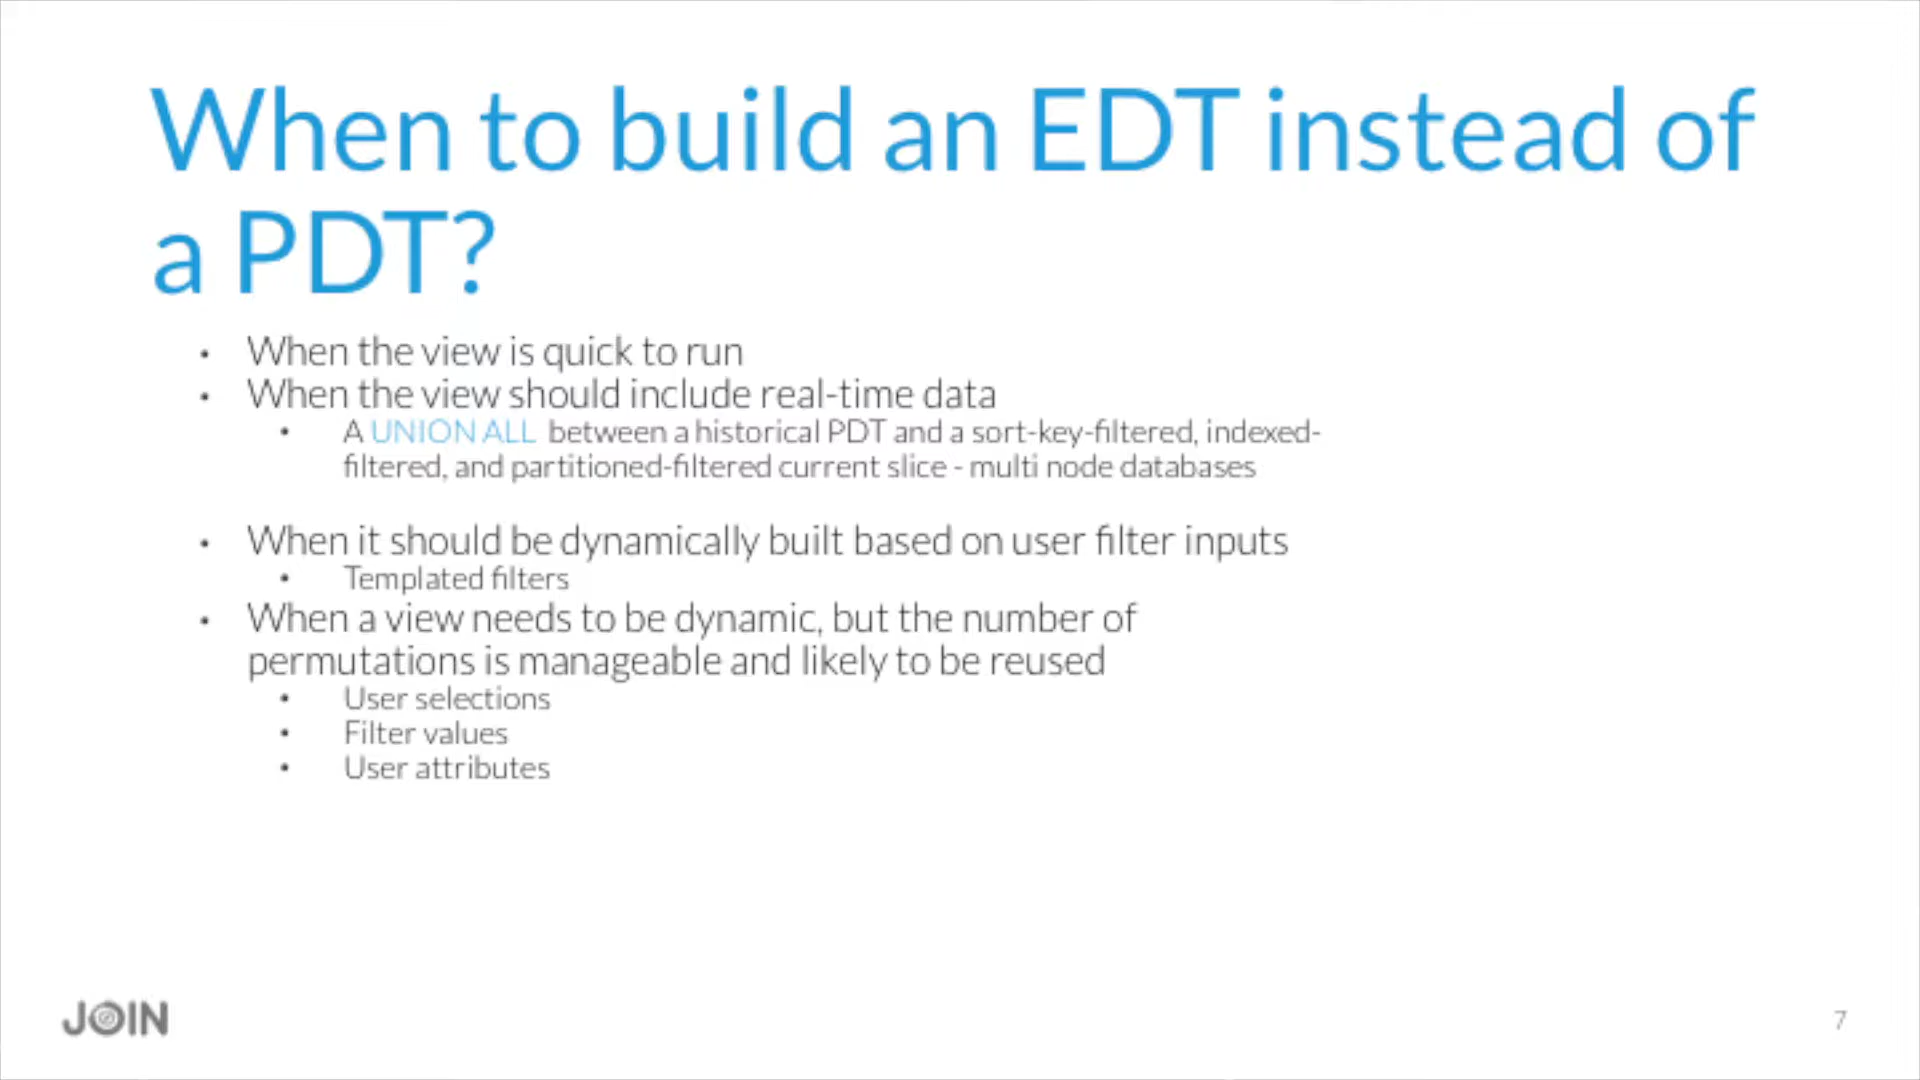 When to build an EDT instead of
a PDT?
• When the view is quick to run
• When the view should include real-time data
• A UNION ALL between a historical PDT and a sort-key-filtered, indexed-
filtered, and partitioned-filtered current slice - multi node databases
• When it should be dynamically built based on user filter inputs
• Templated filters
• When a view needs to be dynamic, but the number of
permutations is manageable and likely to be reused
• User selections
• Filter values
• User attributes
JOIN
7